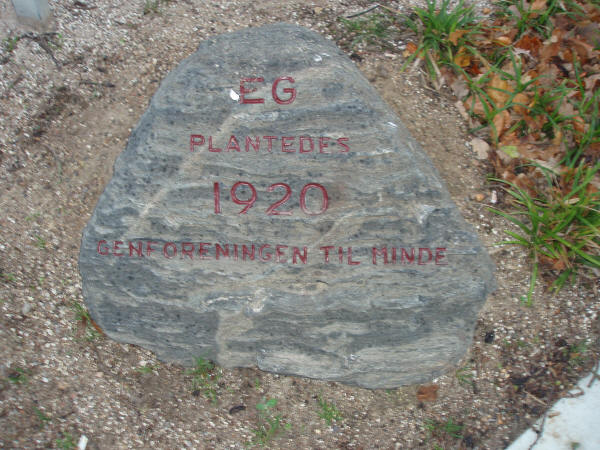 EG
PLANTEDES
1920
GENFORENINGEN TIL MINDE